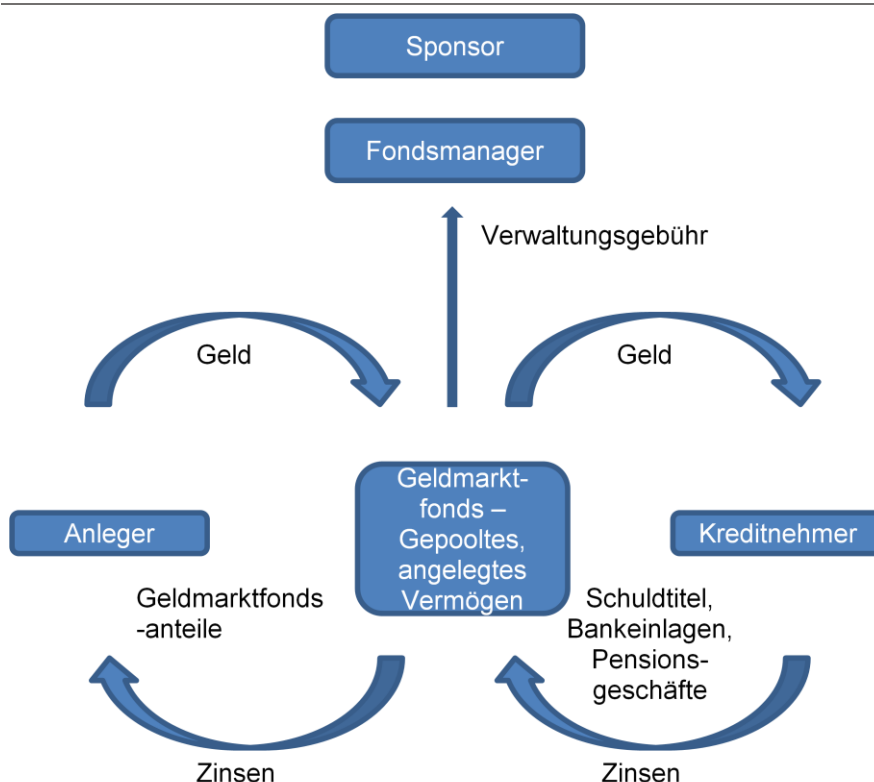 Sponsor
Fondsmanager
Verwaltungsgebühr
Geld
Geld
Anleger
Geldmarkt-
fonds –
Gepooltes,
angelegtes
Vermögen
Kreditnehmer
Geldmarktfonds
-anteile
Schuldtitel,
Bankeinlagen,
Pensions-
geschäfte
Zinsen
Zinsen